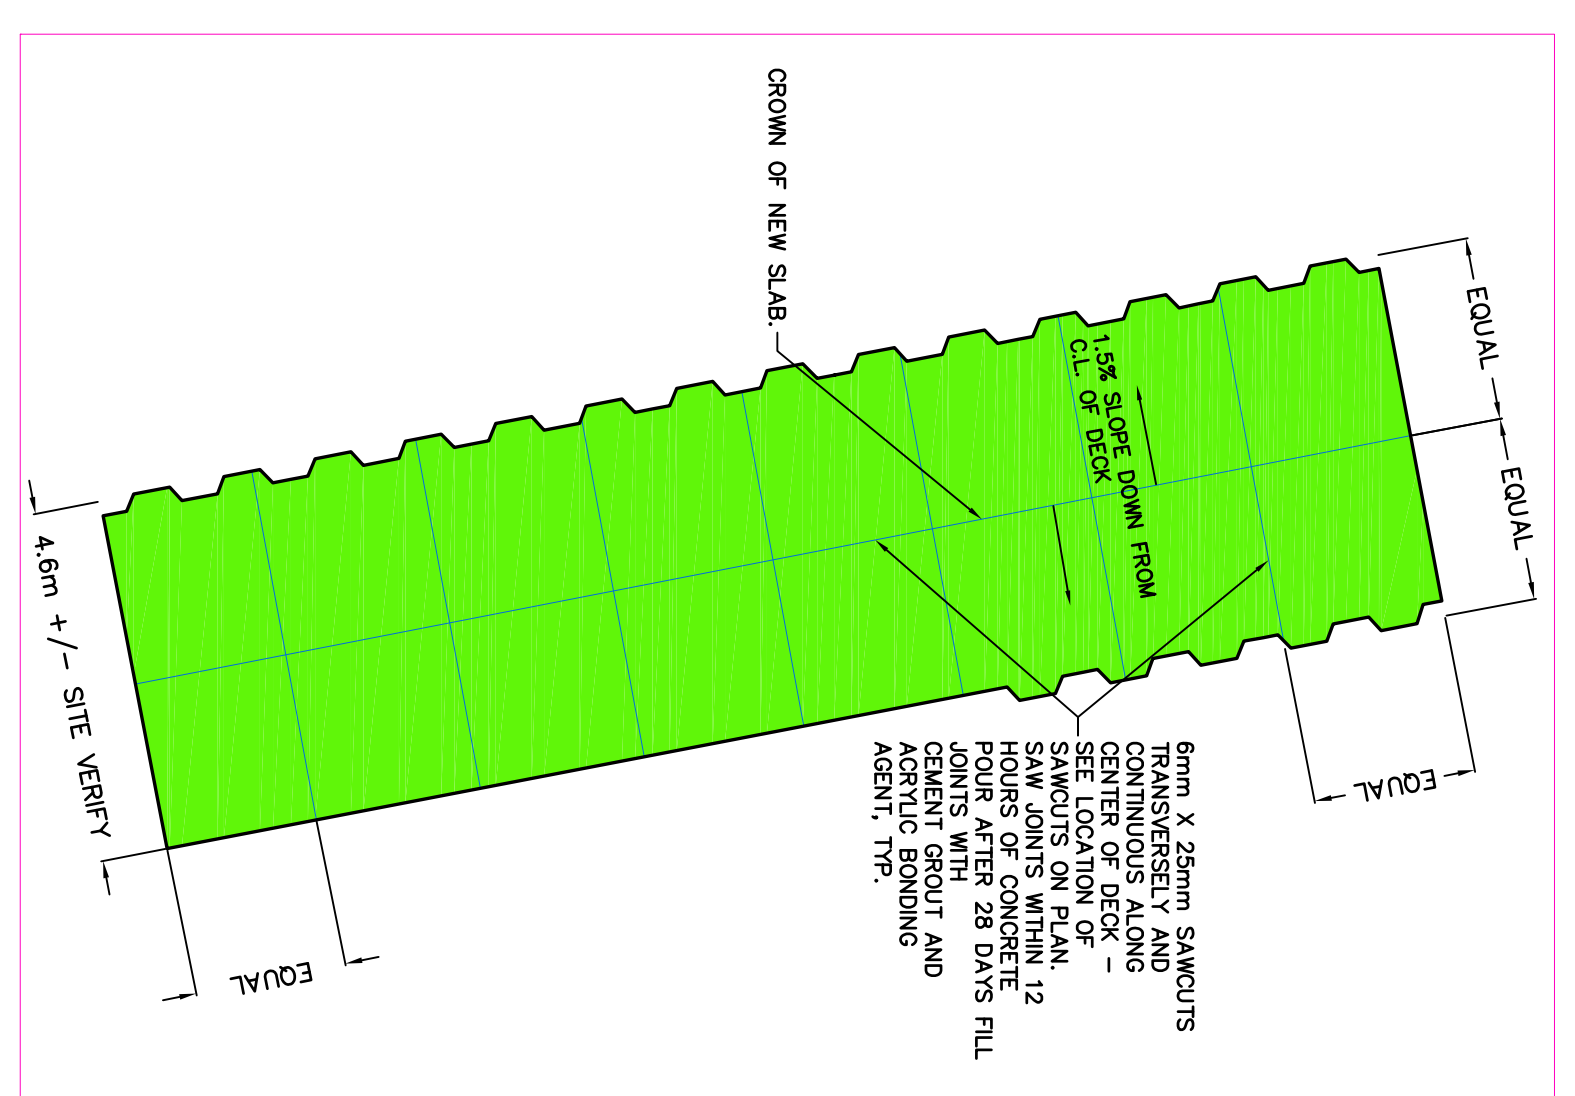 CROWN OF NEW SLAB.
1.5% SLOPE DOWN FROM
C.L. OF DECK
EQUAL
EQUAL
EQUAL
6mm X 25mm SAWCUTS
TRANSVERSELY AND
CONTINUOUS ALONG
CENTER OF DECK –
SEE LOCATION OF
SAWCUTS ON PLAN.
SAW JOINTS WITHIN 12
HOURS OF CONCRETE
POUR AFTER 28 DAYS FILL
JOINTS WITH
CEMENT GROUT AND
ACRYLIC BONDING
AGENT, TYP.
4.6m +/– SITE VERIFY
EQUAL